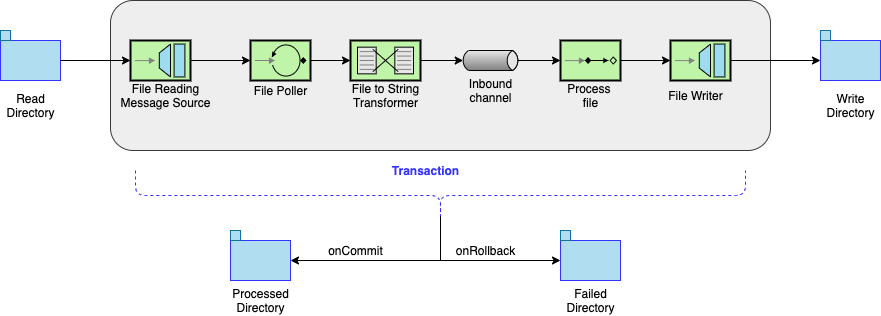 Read
Directory
File Reading
Message Source
File Poller
File to String
Transformer
Inbound
channel
Process
file
File Writer
Write
Directory
Transaction
onCommit
onRollback
Processed
Directory
Failed
Directory